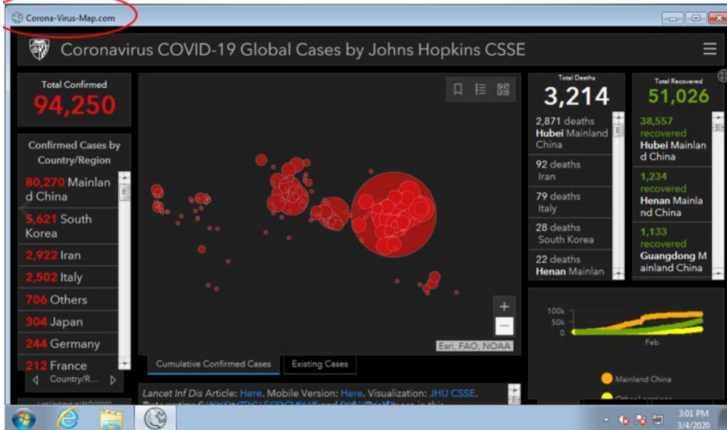 Corona-Virus-Map.com
Coronavirus COVID-19 Global Cases by Johns Hopkins CSSE
Total Confirmed
94,250
Confirmed Cases by
Country/Region
80,270 Mainlan
d China
5,621 South
Korea
2,922 Iran
2,502 Italy
706 Others
304 Japan
244 Germany
212 France
Country/R...
Esri, FAO, NOAA
Cumulative Confirmed Cases
Existing Cases
Lancet Inf Dis Article: Here. Mobile Version: Here. Visualization: JHU CSSE.
Total Deaths
3,214
2,871 deaths
Hubei Mainland
China
92 deaths
Iran
79 deaths
Italy
28 deaths
South Korea
22 deaths
Henan Mainlan
Total Recovered
51,026
38,557
recovered
Hubei Mainlan
d China
1,234
recovered
Henan Mainla
nd China
1,133
recovered
Guangdong M
ainland China
100k
50k
0
Feb
Mainland China
3:01 PM
3/4/2020